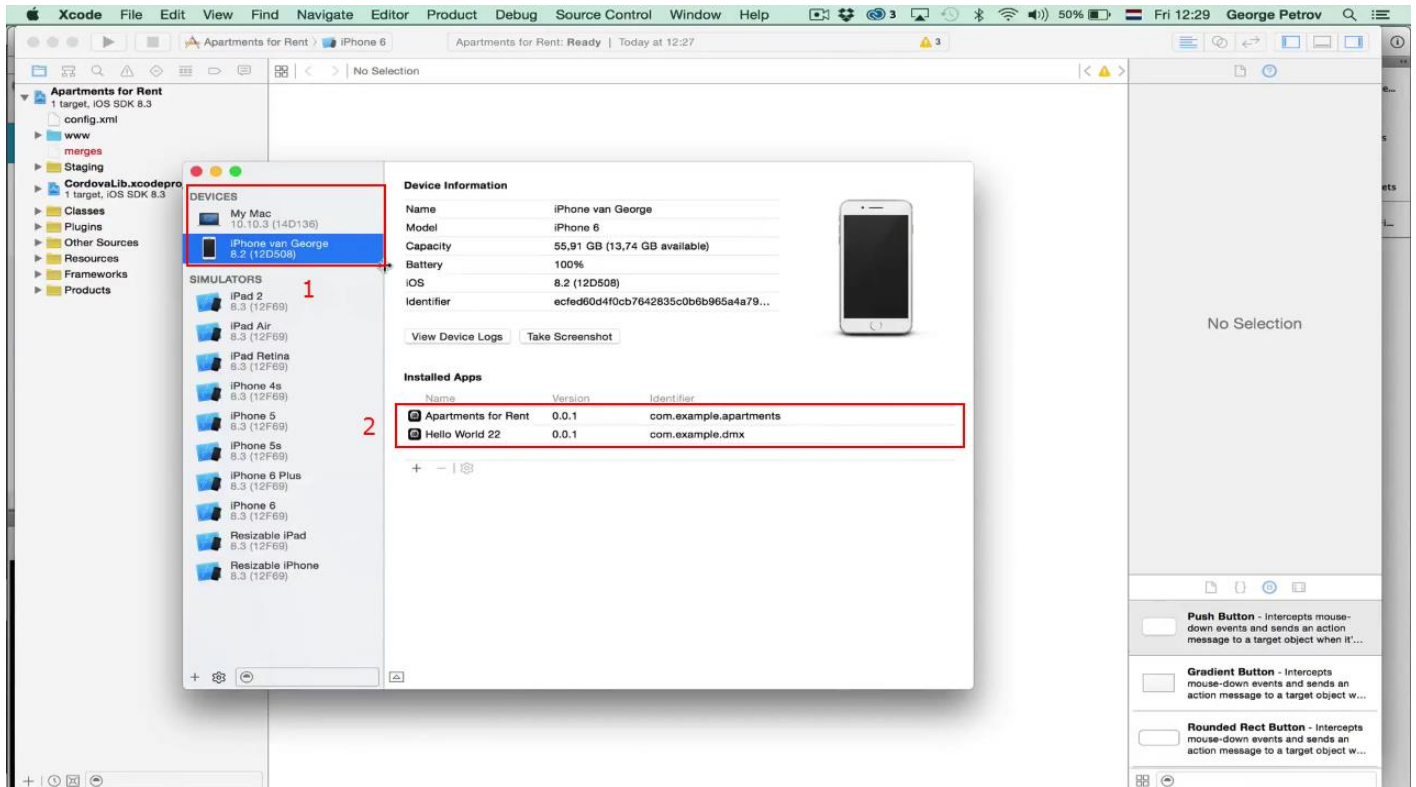 Xcode File Edit View Find Navigate Editor Product Debug Source Control Window Help 3 50% Fri 12:29 George Petrov
Apartments for Rent iPhone 6 Apartments for Rent: Ready | Today at 12:27 3
No Selection
Apartments for Rent
1 target, iOS SDK 8.3
config.xml
www
merges
Staging
CordovaLib.xcodepro
1 target, iOS SDK 8.3
Classes
Plugins
Other Sources
Resources
Frameworks
Products
DEVICES
My Mac
10.10.3 (14D136)
iPhone van George
8.2 (12D508)
SIMULATORS
1
iPad 2
8.3 (12F69)
iPad Air
8.3 (12F69)
iPad Retina
8.3 (12F69)
iPhone 4s
8.3 (12F69)
iPhone 5
8.3 (12F69)
iPhone 5s
8.3 (12F69)
iPhone 6 Plus
8.3 (12F69)
iPhone 6
8.3 (12F69)
Resizable iPad
8.3 (12F69)
Resizable iPhone
8.3 (12F69)
Device Information
Name iPhone van George
Model iPhone 6
Capacity 55,91 GB (13,74 GB available)
Battery 100%
iOS 8.2 (12D508)
Identifier ecfed60d4f0cb7642835c0b6b965a4a79...
View Device Logs Take Screenshot
Installed Apps
Name Version Identifier
2
Apartments for Rent 0.0.1 com.example.apartments
Hello World 22 0.0.1 com.example.dmx
No Selection
Push Button - Intercepts mouse-
down events and sends an action
message to a target object when it'...
Gradient Button - Intercepts
mouse-down events and sends an
action message to a target object w...
Rounded Rect Button - Intercepts
mouse-down events and sends an
action message to a target object w...